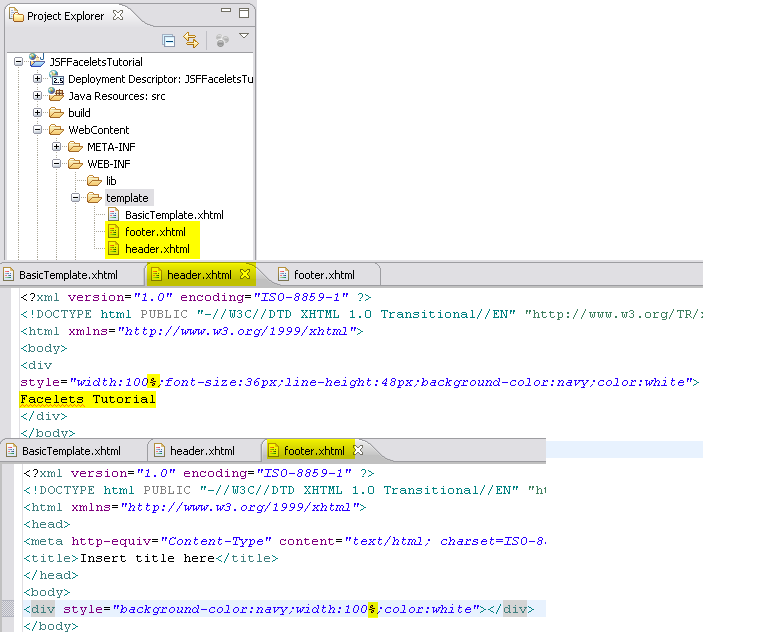 Project Explorer
JSFFaceletsTutorial
Deployment Descriptor: JSFFaceletsTu
Java Resources: src
build
WebContent
META-INF
WEB-INF
lib
template
BasicTemplate.xhtml
footer.xhtml
header.xhtml
BasicTemplate.xhtml header.xhtml footer.xhtml
<?xml version="1.0" encoding="ISO-8859-1" ?>
<!DOCTYPE html PUBLIC "-//W3C//DTD XHTML 1.0 Transitional//EN" "http://www.w3.org/TR/
<html xmlns="http://www.w3.org/1999/xhtml">
<body>
<div
style="width:100%;font-size:36px;line-height:48px;background-color:navy;color:white">
Facelets Tutorial
</div>
</body>
BasicTemplate.xhtml header.xhtml footer.xhtml
<?xml version="1.0" encoding="ISO-8859-1" ?>
<!DOCTYPE html PUBLIC "-//W3C//DTD XHTML 1.0 Transitional//EN" "ht
<html xmlns="http://www.w3.org/1999/xhtml">
<head>
<meta http-equiv="Content-Type" content="text/html; charset=ISO-8
<title>Insert title here</title>
</head>
<body>
<div style="background-color:navy;width:100%;color:white"></div>
</body>